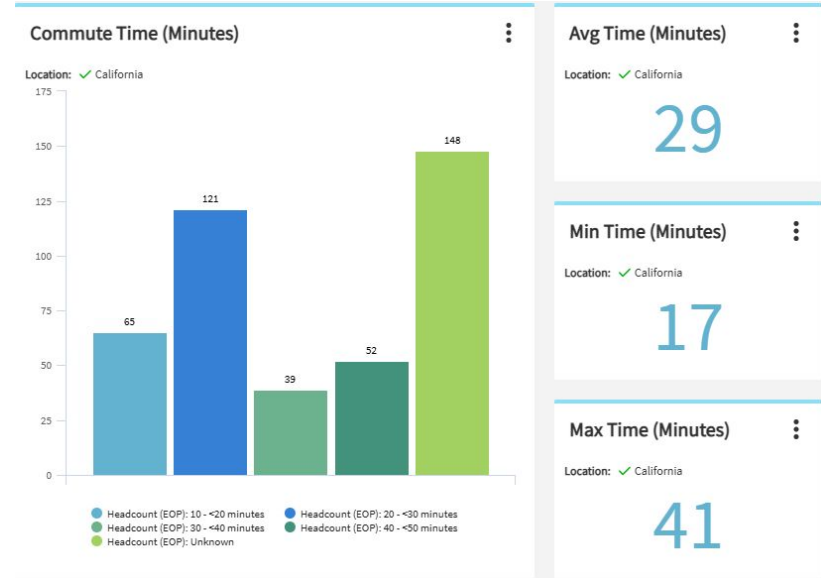 Commute Time (Minutes)
Location: California
175
150
125
100
75
50
25
0
65
121
39
52
148
Headcount (EOP): 10 - <20 minutes
Headcount (EOP): 20 - <30 minutes
Headcount (EOP): 30 - <40 minutes
Headcount (EOP): 40 - <50 minutes
Headcount (EOP): Unknown
Avg Time (Minutes)
Location: California
29
Min Time (Minutes)
Location: California
17
Max Time (Minutes)
Location: California
41